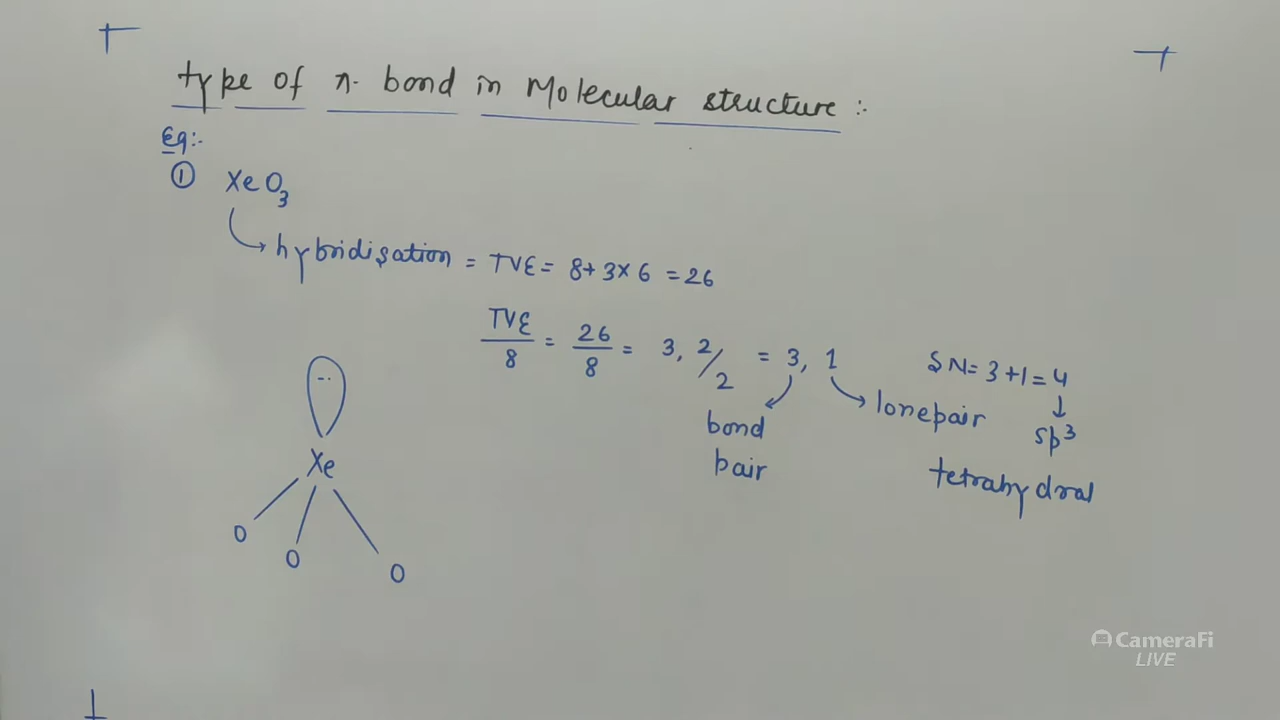 type of π- bond in Molecular structure :-
Eg:-
① XeO3
hybridisation = TVE = 8+ 3×6 = 26
TVE/8 = 26/8 = 3, 2/2 = 3, 1
SN= 3+1= 4
bond pair
lonepair
sp³
tetrahydral
Xe
O
O
O
CameraFi
LIVE